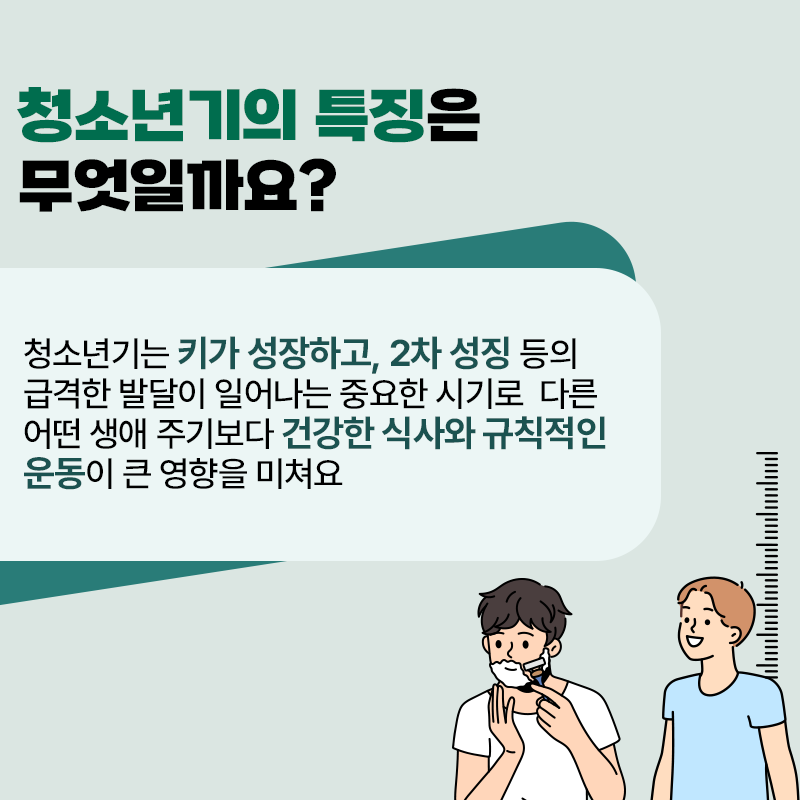 청소년기의 특징은
무엇일까요?
청소년기는 키가 성장하고, 2차 성징 등의
급격한 발달이 일어나는 중요한 시기로 다른
어떤 생애 주기보다 건강한 식사와 규칙적인
운동이 큰 영향을 미쳐요